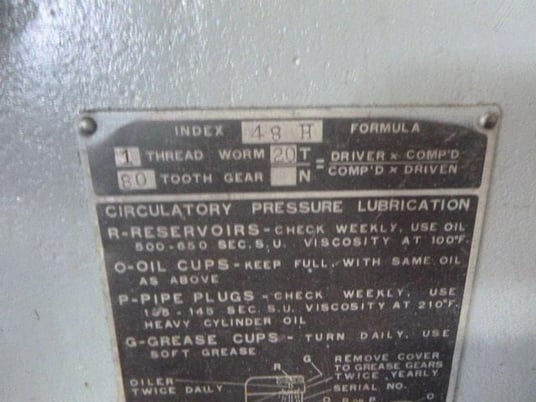 INDEX 48 H FORMULA
1 THREAD WORM 20 T = DRIVER × COMP'D
80 TOOTH GEAR N COMP'D × DRIVEN
CIRCULATORY PRESSURE LUBRICATION
R-RESERVOIRS-CHECK WEEKLY, USE OIL
500-650 SEC. S.U. VISCOSITY AT 100°F.
O-OIL CUPS-KEEP FULL, WITH SAME OIL
AS ABOVE
P-PIPE PLUGS-CHECK WEEKLY, USE
135-145 SEC. S.U. VISCOSITY AT 210°F.
HEAVY CYLINDER OIL
G-GREASE CUPS-TURN DAILY, USE
SOFT GREASE
G REMOVE COVER
R TO GREASE GEARS
OILER TWICE YEARLY
TWICE DAILY SERIAL NO.
O